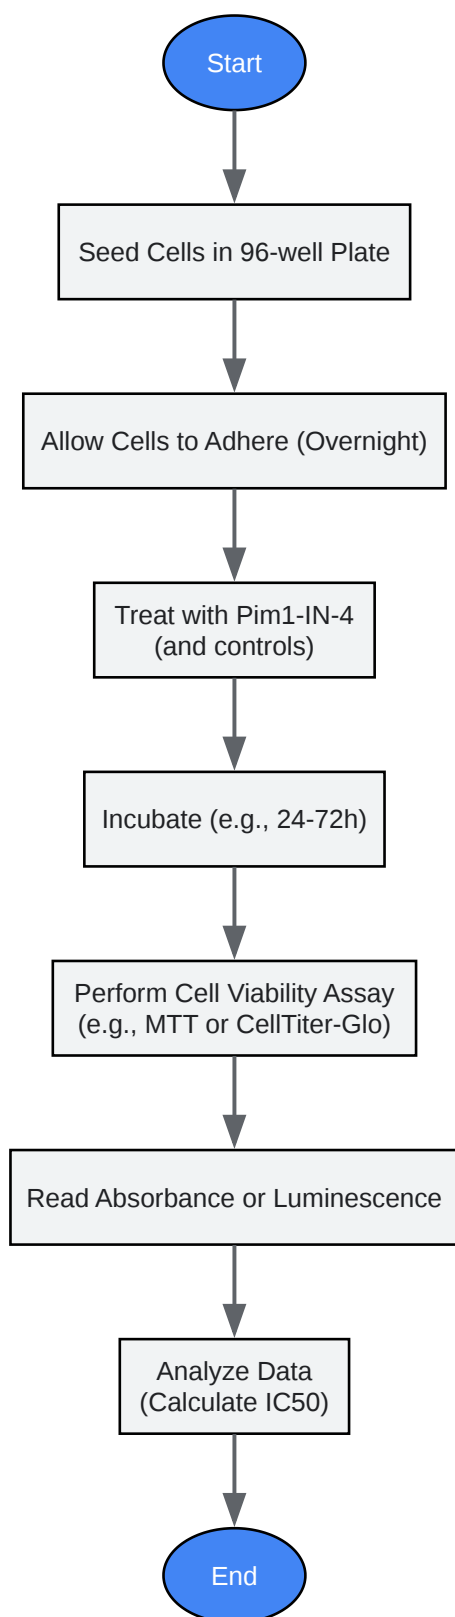 Start
Seed Cells in 96-well Plate
Allow Cells to Adhere (Overnight)
Treat with Pim1-IN-4
(and controls)
Incubate (e.g., 24-72h)
Perform Cell Viability Assay
(e.g., MTT or CellTiter-Glo)
Read Absorbance or Luminescence
Analyze Data
(Calculate IC50)
End